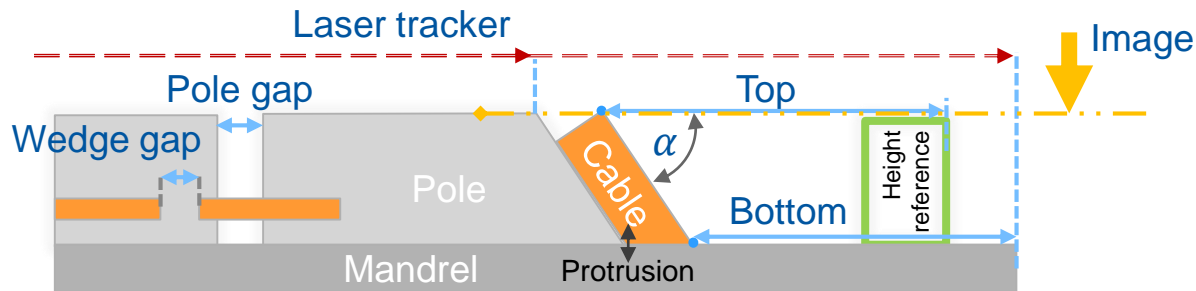 Laser tracker
Image
Pole gap
Top
Wedge gap
α
Cable
Height
reference
Pole
Bottom
Mandrel
Protrusion